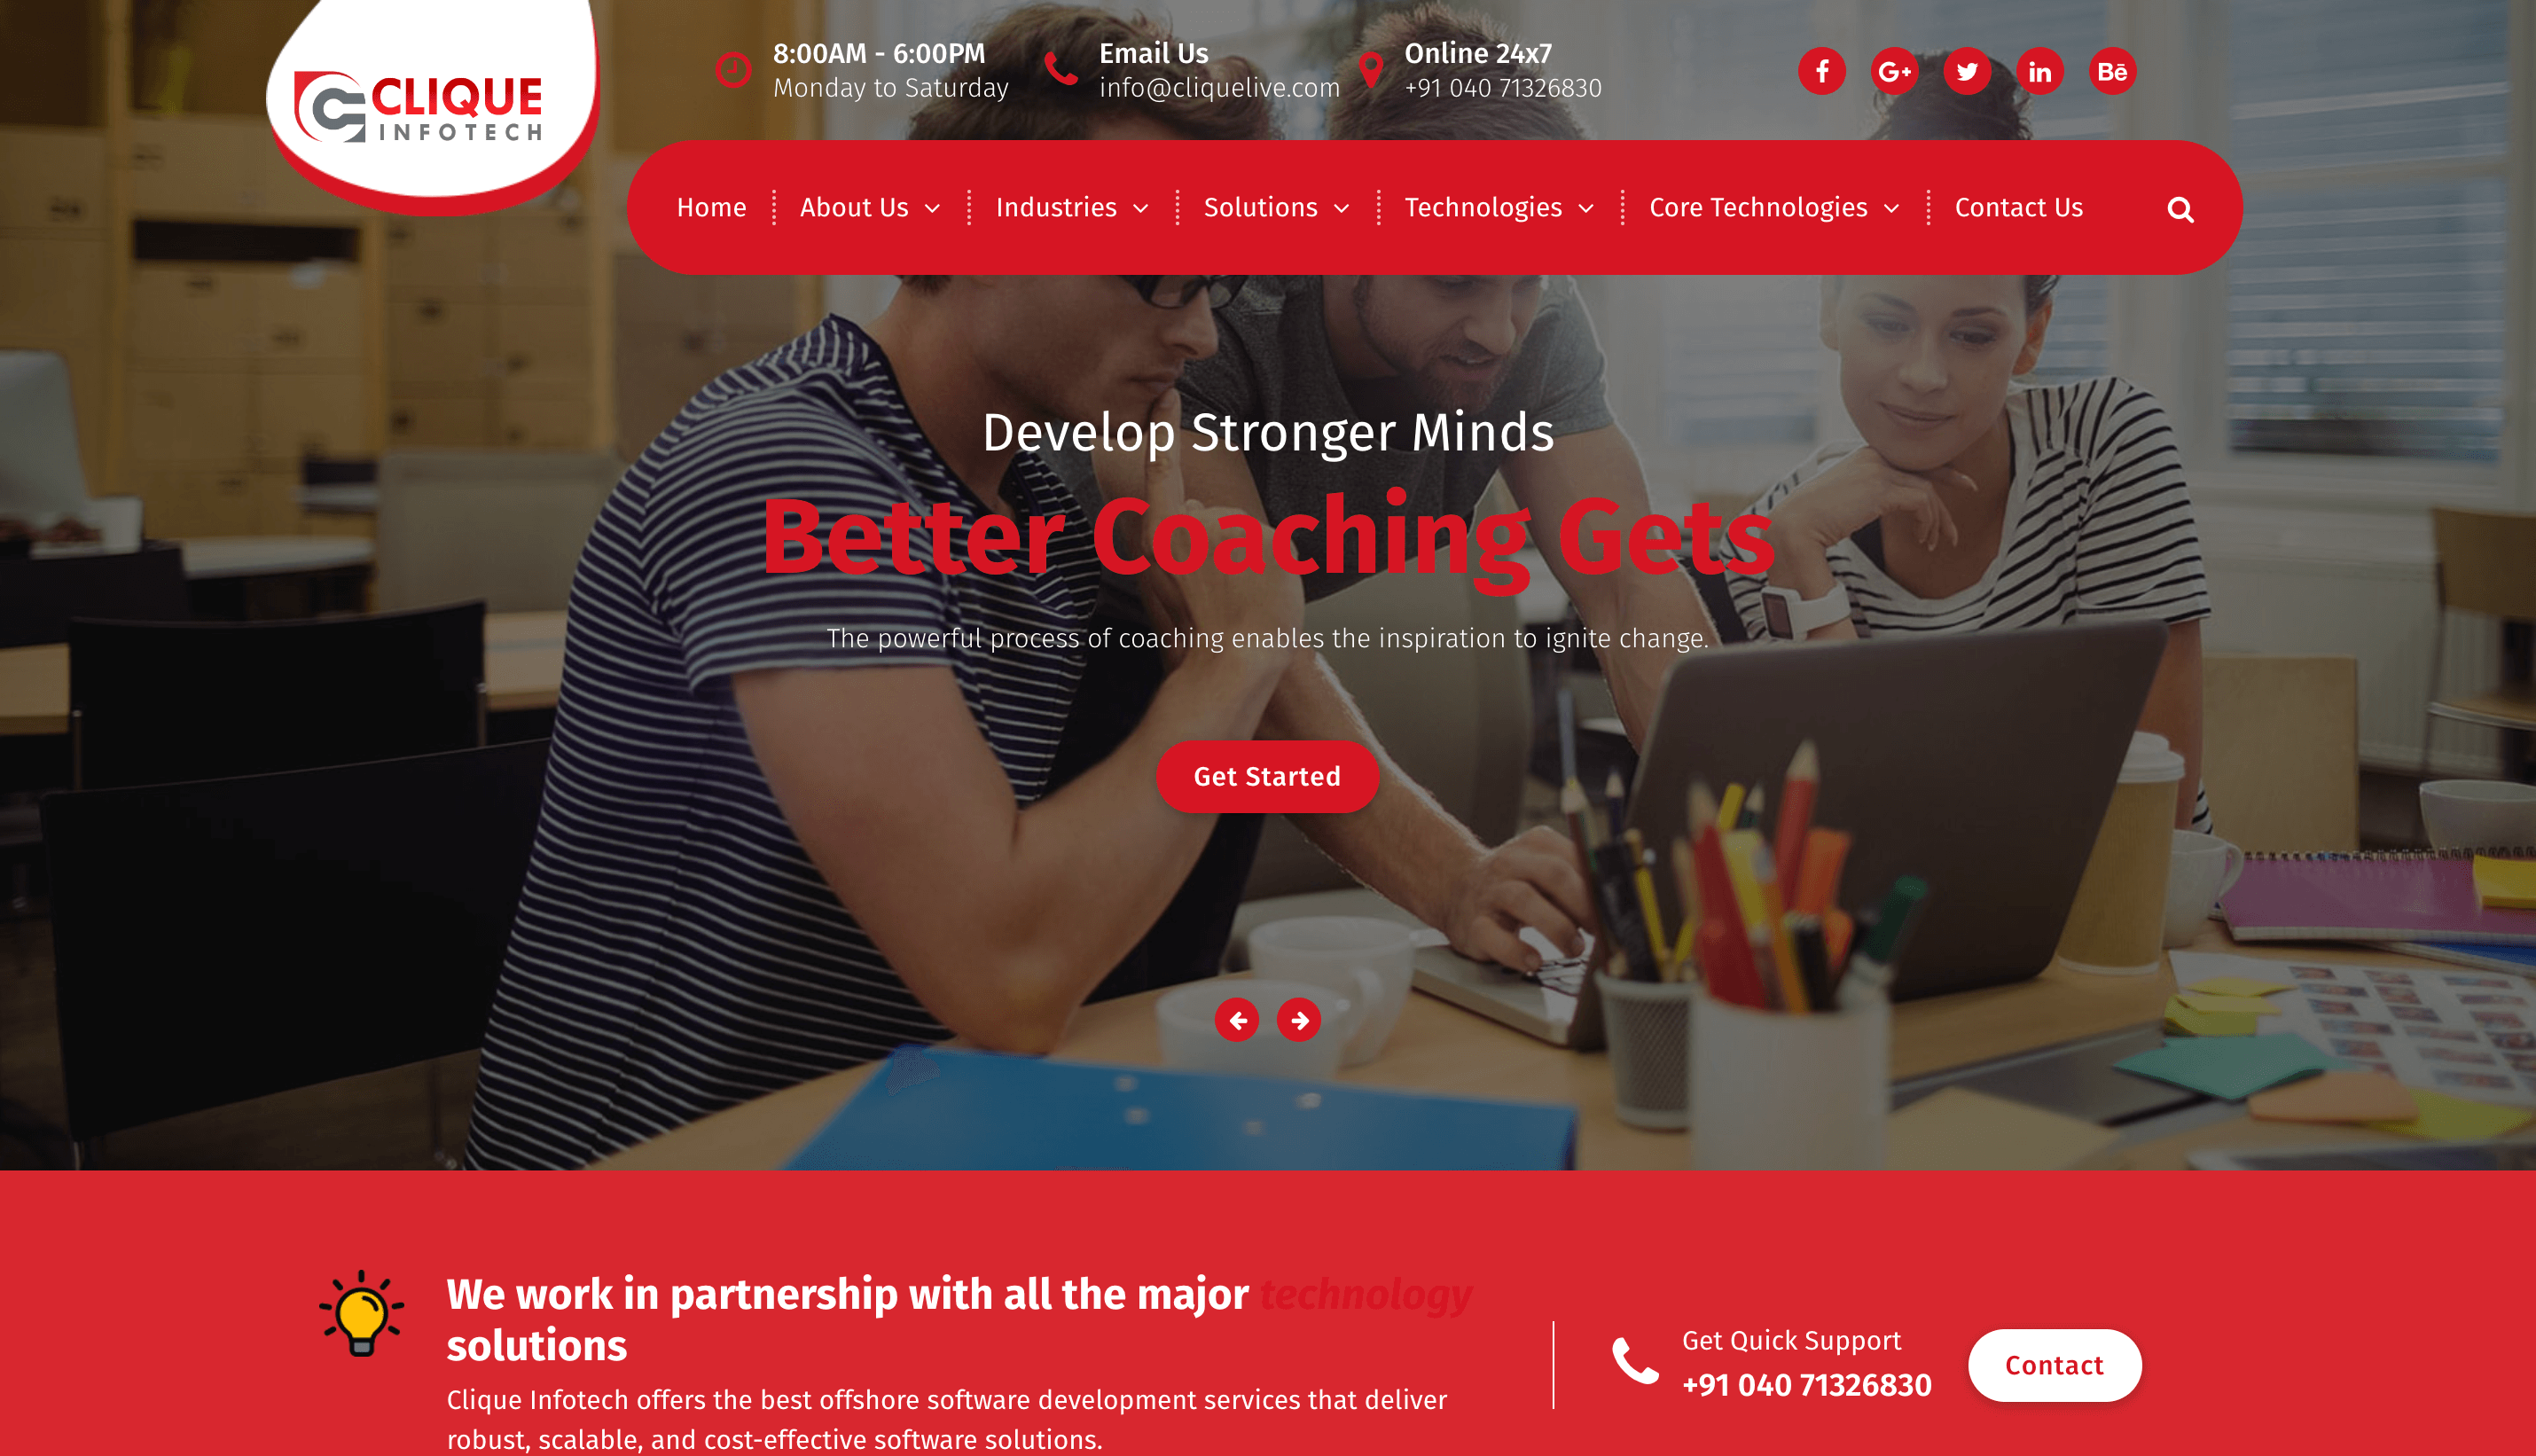 CLIQUE
INFOTECH
8:00AM - 6:00PM
Monday to Saturday
Email Us
info@cliquelive.com
Online 24x7
+91 040 71326830
f
G+
in
Bē
Home
About Us
Industries
Solutions
Technologies
Core Technologies
Contact Us
Develop Stronger Minds
Better Coaching Gets
The powerful process of coaching enables the inspiration to ignite change.
Get Started
We work in partnership with all the major technology
solutions
Clique Infotech offers the best offshore software development services that deliver
robust, scalable, and cost-effective software solutions.
Get Quick Support
+91 040 71326830
Contact